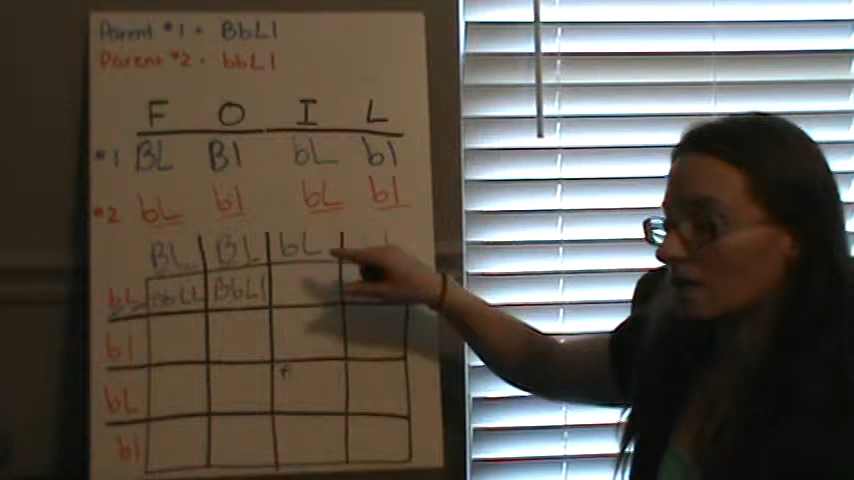 Parent #1 = BbLl
Parent #2 = bbLl
F O I L
#1 BL Bl bL bl
#2 bL bl bL bl
BL Bl bL
bL BbLL BbLl
bl
bL
bl